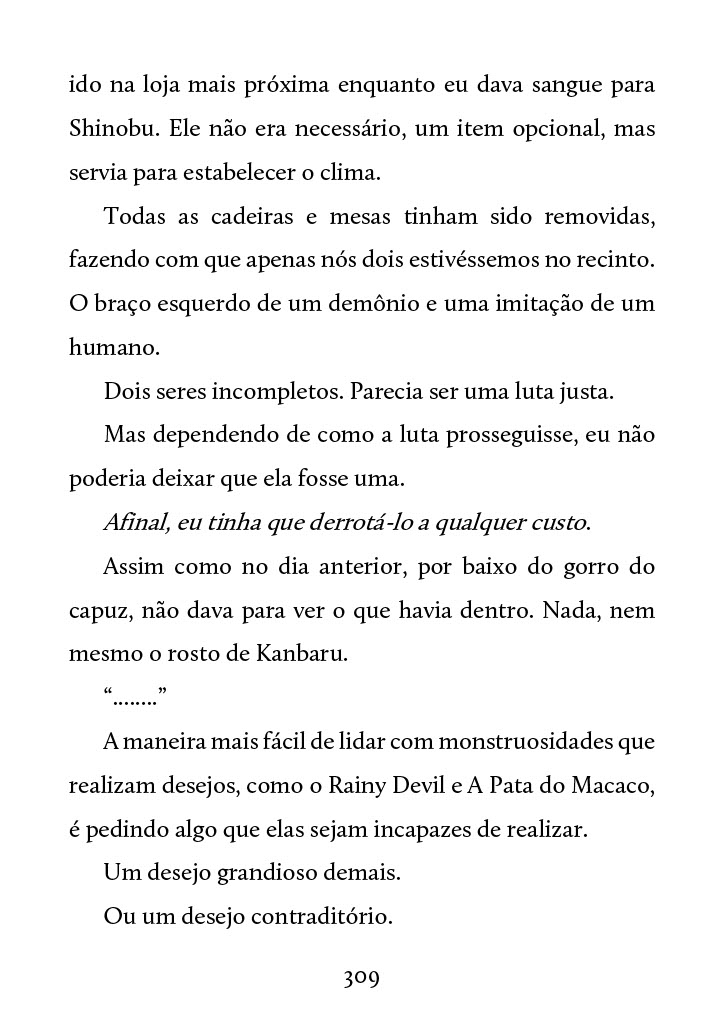 ido na loja mais próxima enquanto eu dava sangue para
Shinobu. Ele não era necessário, um item opcional, mas
servia para estabelecer o clima.
Todas as cadeiras e mesas tinham sido removidas,
fazendo com que apenas nós dois estivéssemos no recinto.
O braço esquerdo de um demônio e uma imitação de um
humano.
Dois seres incompletos. Parecia ser uma luta justa.
Mas dependendo de como a luta prosseguisse, eu não
poderia deixar que ela fosse uma.
Afinal, eu tinha que derrotá-lo a qualquer custo.
Assim como no dia anterior, por baixo do gorro do
capuz, não dava para ver o que havia dentro. Nada, nem
mesmo o rosto de Kanbaru.
“........”
A maneira mais fácil de lidar com monstruosidades que
realizam desejos, como o Rainy Devil e A Pata do Macaco,
é pedindo algo que elas sejam incapazes de realizar.
Um desejo grandioso demais.
Ou um desejo contraditório.
309